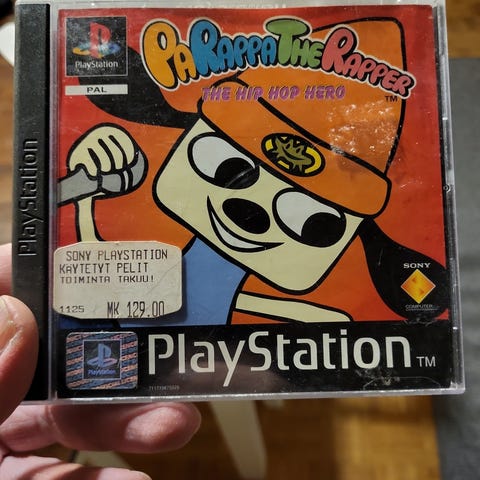 PlayStation
PAL
PaRappa The Rapper
TM
THE HIP HOP HERO
PlayStation
SONY PLAYSTATION
KÄYTETYT PELIT
TOIMINTA TAKUU!
1125 MK 129.00
SONY
COMPUTER
PlayStation
PlayStation TM